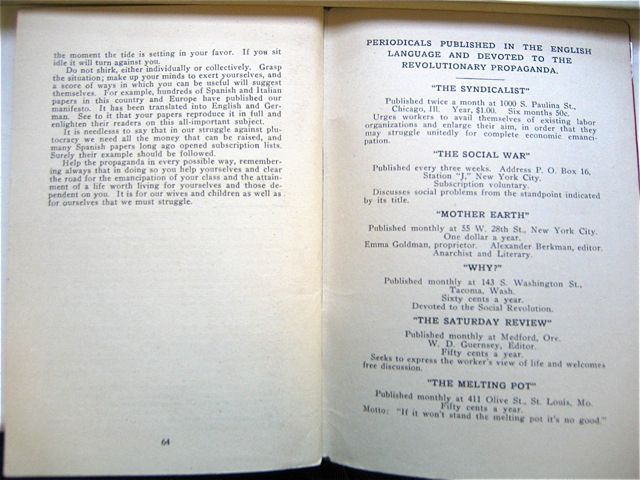 the moment the tide is setting in your favor. If you sit
idle it will turn against you.
Do not shirk, either individually or collectively. Grasp
the situation; make up your minds to exert yourselves, and
a score of ways in which you can be useful will suggest
themselves. For example, hundreds of Spanish and Italian
papers in this country and Europe have published our
manifesto. It has been translated into English and Ger-
man. See to it that your papers reproduce it in full and
enlighten their readers on this all-important subject.
It is needless to say that in our struggle against plu-
tocracy we need all the money that can be raised, and
many Spanish papers long ago opened subscription lists.
Surely their example should be followed.
Help the propaganda in every possible way, remember-
ing always that in doing so you help yourselves and clear
the road for the emancipation of your class and the attain-
ment of a life worth living for yourselves and those de-
pendent on you. It is for our wives and children as well as
for ourselves that we must struggle.
64
PERIODICALS PUBLISHED IN THE ENGLISH
LANGUAGE AND DEVOTED TO THE
REVOLUTIONARY PROPAGANDA.
"THE SYNDICALIST"
Published twice a month at 1000 S. Paulina St.,
Chicago, Ill. Year, $1.00. Six months 50c.
Urges workers to avail themselves of existing labor
organizations and enlarge their aim, in order that they
may struggle unitedly for complete economic emanci-
pation.
"THE SOCIAL WAR"
Published every three weeks. Address P. O. Box 16,
Station "J," New York City.
Subscription voluntary.
Discusses social problems from the standpoint indicated
by its title.
"MOTHER EARTH"
Published monthly at 55 W. 28th St., New York City.
One dollar a year.
Emma Goldman, proprietor. Alexander Berkman, editor.
Anarchist and Literary.
"WHY?"
Published monthly at 143 S. Washington St.,
Tacoma, Wash.
Sixty cents a year.
Devoted to the Social Revolution.
"THE SATURDAY REVIEW"
Published monthly at Medford, Ore.
W. D. Guernsey, Editor.
Fifty cents a year.
Seeks to express the worker's view of life and welcomes
free discussion.
"THE MELTING POT"
Published monthly at 411 Olive St., St. Louis, Mo.
Fifty cents a year.
Motto: "If it won't stand the melting pot it's no good."